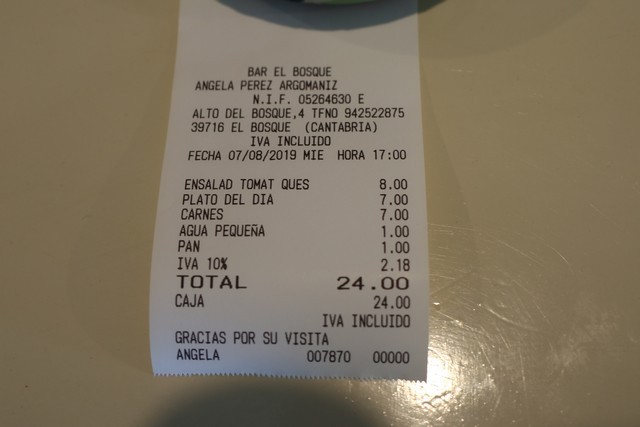 BAR EL BOSQUE
ANGELA PEREZ ARGOMANIZ
N.I.F. 05264630 E
ALTO DEL BOSQUE,4 TFNO 942522875
39716 EL BOSQUE (CANTABRIA)
IVA INCLUIDO
FECHA 07/08/2019 MIE HORA 17:00
ENSALAD TOMAT QUES 8.00
PLATO DEL DIA 7.00
CARNES 7.00
AGUA PEQUEÑA 1.00
PAN 1.00
IVA 10% 2.18
TOTAL 24.00
CAJA 24.00
IVA INCLUIDO
GRACIAS POR SU VISITA
ANGELA 007870 00000